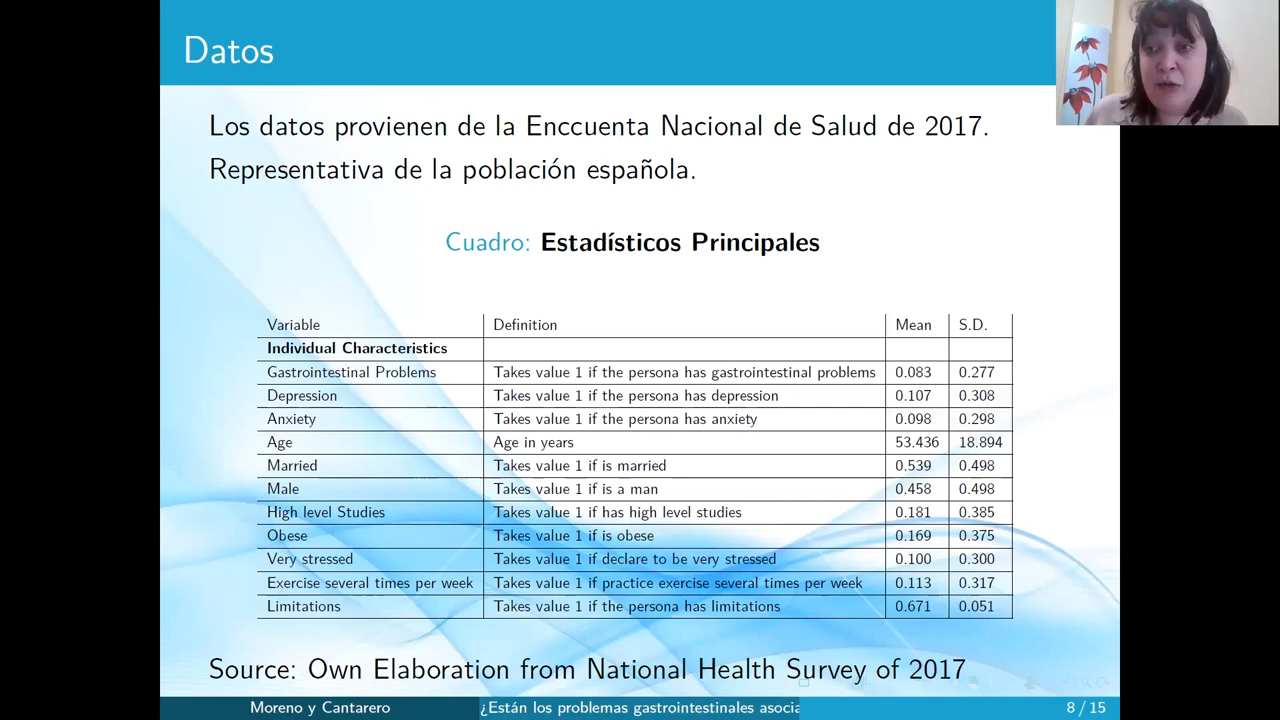 Datos
Los datos provienen de la Enccuenta Nacional de Salud de 2017.
Representativa de la población española.
Cuadro: Estadísticos Principales
Variable Definition Mean S.D.
Individual Characteristics
Gastrointestinal Problems Takes value 1 if the persona has gastrointestinal problems 0.083 0.277
Depression Takes value 1 if the persona has depression 0.107 0.308
Anxiety Takes value 1 if the persona has anxiety 0.098 0.298
Age Age in years 53.436 18.894
Married Takes value 1 if is married 0.539 0.498
Male Takes value 1 if is a man 0.458 0.498
High level Studies Takes value 1 if has high level studies 0.181 0.385
Obese Takes value 1 if is obese 0.169 0.375
Very stressed Takes value 1 if declare to be very stressed 0.100 0.300
Exercise several times per week Takes value 1 if practice exercise several times per week 0.113 0.317
Limitations Takes value 1 if the persona has limitations 0.671 0.051
Source: Own Elaboration from National Health Survey of 2017
Moreno y Cantarero ¿Están los problemas gastrointestinales asocia 8 / 15